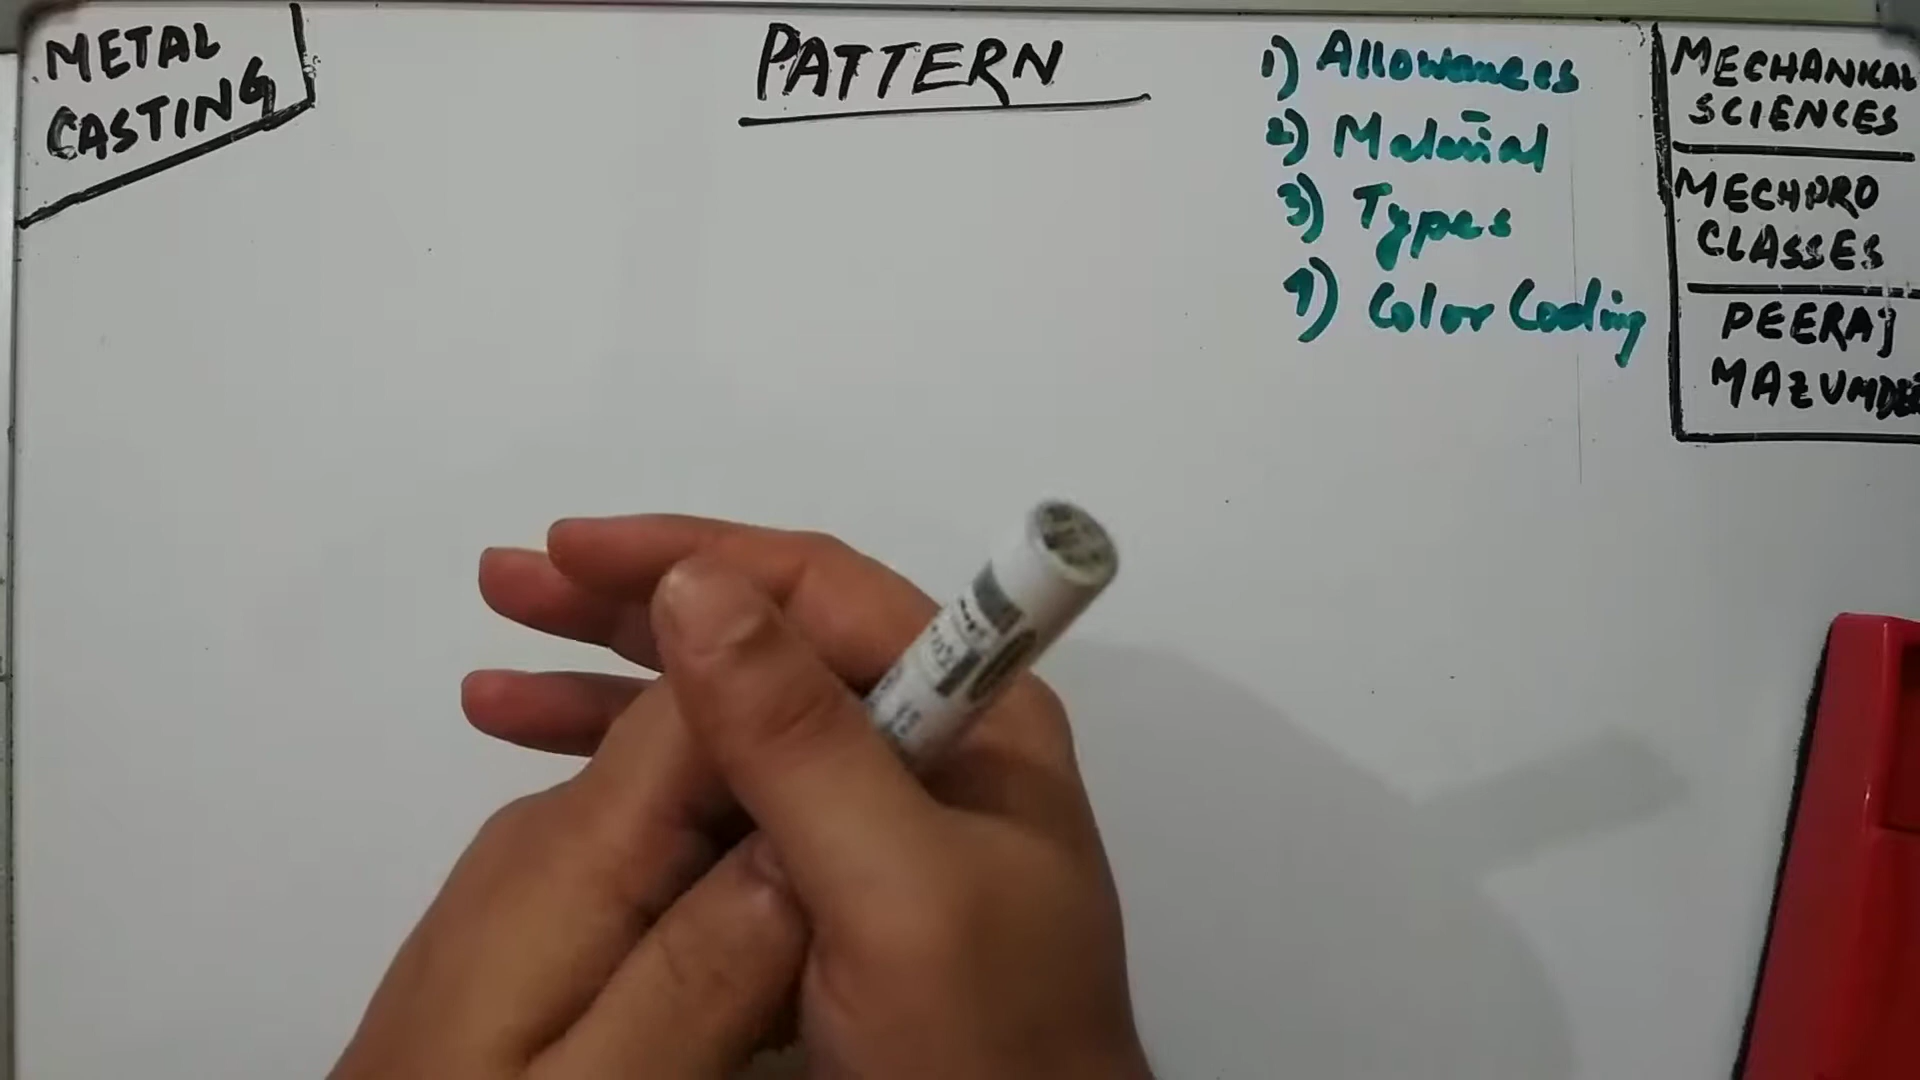 METAL
CASTING
PATTERN
1) Allowances
2) Material
3) Types
4) Color Coding
MECHANICAL
SCIENCES
MECHPRO
CLASSES
PEERAJ